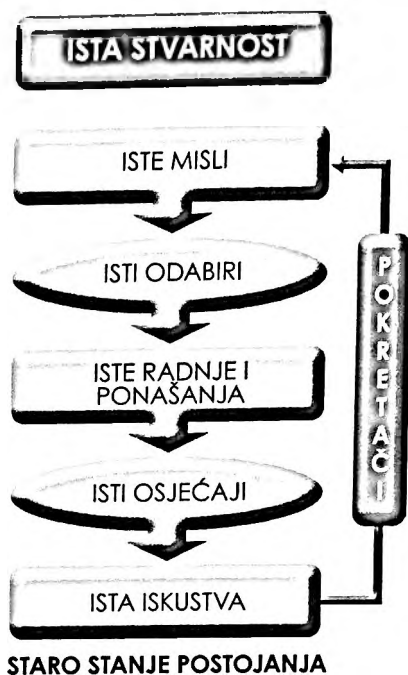 ISTA STVARNOST
ISTE MISLI
ISTI ODABIRI
ISTE RADNJE I
PONAŠANJA
ISTI OSJEĆAJI
ISTA ISKUSTVA
POKRETAČI
STARO STANJE POSTOJANJA